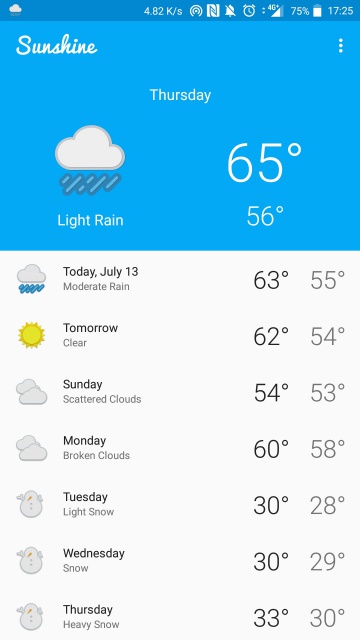 4.82 K/s 4G+ 75% 17:25
Sunshine
Thursday
65°
Light Rain 56°
Today, July 13
Moderate Rain
63° 55°
Tomorrow
Clear
62° 54°
Sunday
Scattered Clouds
54° 53°
Monday
Broken Clouds
60° 58°
Tuesday
Light Snow
30° 28°
Wednesday
Snow
30° 29°
Thursday
Heavy Snow
33° 30°